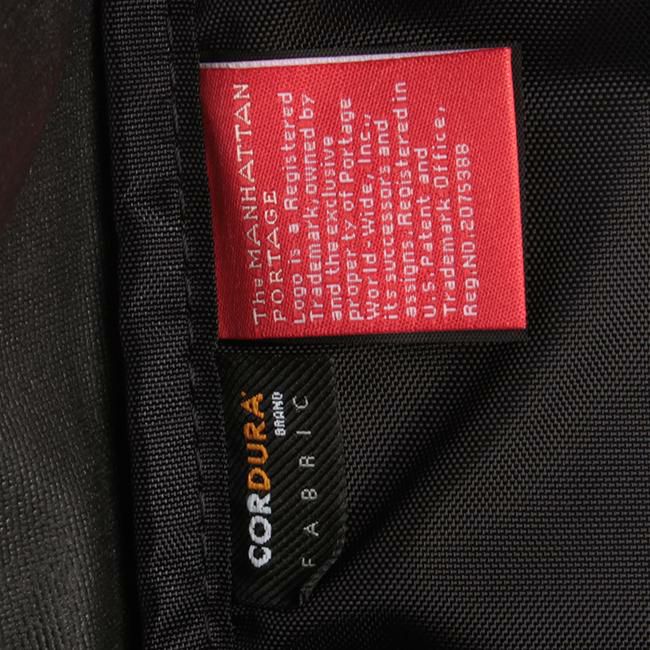 The MANHATTAN
PORTAGE
Logo is a Registered
Trademark, owned by
and the exclusive
property of Portage
World-Wide, Inc.,
its successors and
assigns. Registered in
U.S. Patent and
Trademark Office,
Reg. NO:2075388
CORDURA
BRAND
FABRIC